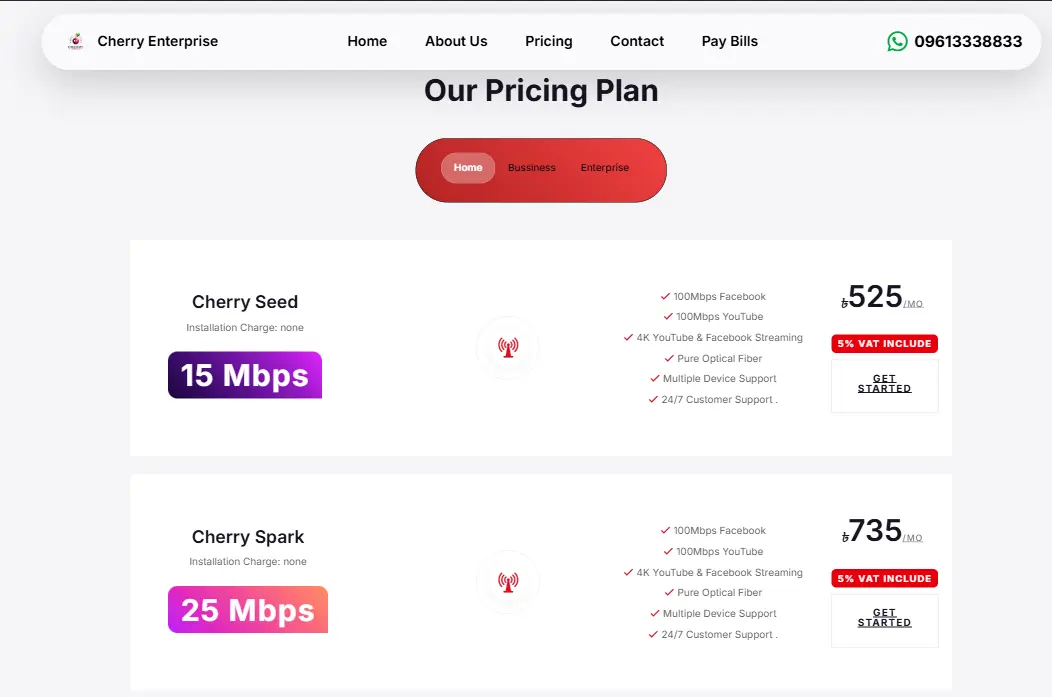 Cherry Enterprise
Home
About Us
Pricing
Contact
Pay Bills
09613338833
Our Pricing Plan
Home
Bussiness
Enterprise
Cherry Seed
Installation Charge: none
15 Mbps
100Mbps Facebook
100Mbps YouTube
4K YouTube & Facebook Streaming
Pure Optical Fiber
Multiple Device Support
24/7 Customer Support .
৳525/MO
5% VAT INCLUDE
GET
STARTED
Cherry Spark
Installation Charge: none
25 Mbps
100Mbps Facebook
100Mbps YouTube
4K YouTube & Facebook Streaming
Pure Optical Fiber
Multiple Device Support
24/7 Customer Support .
৳735/MO
5% VAT INCLUDE
GET
STARTED